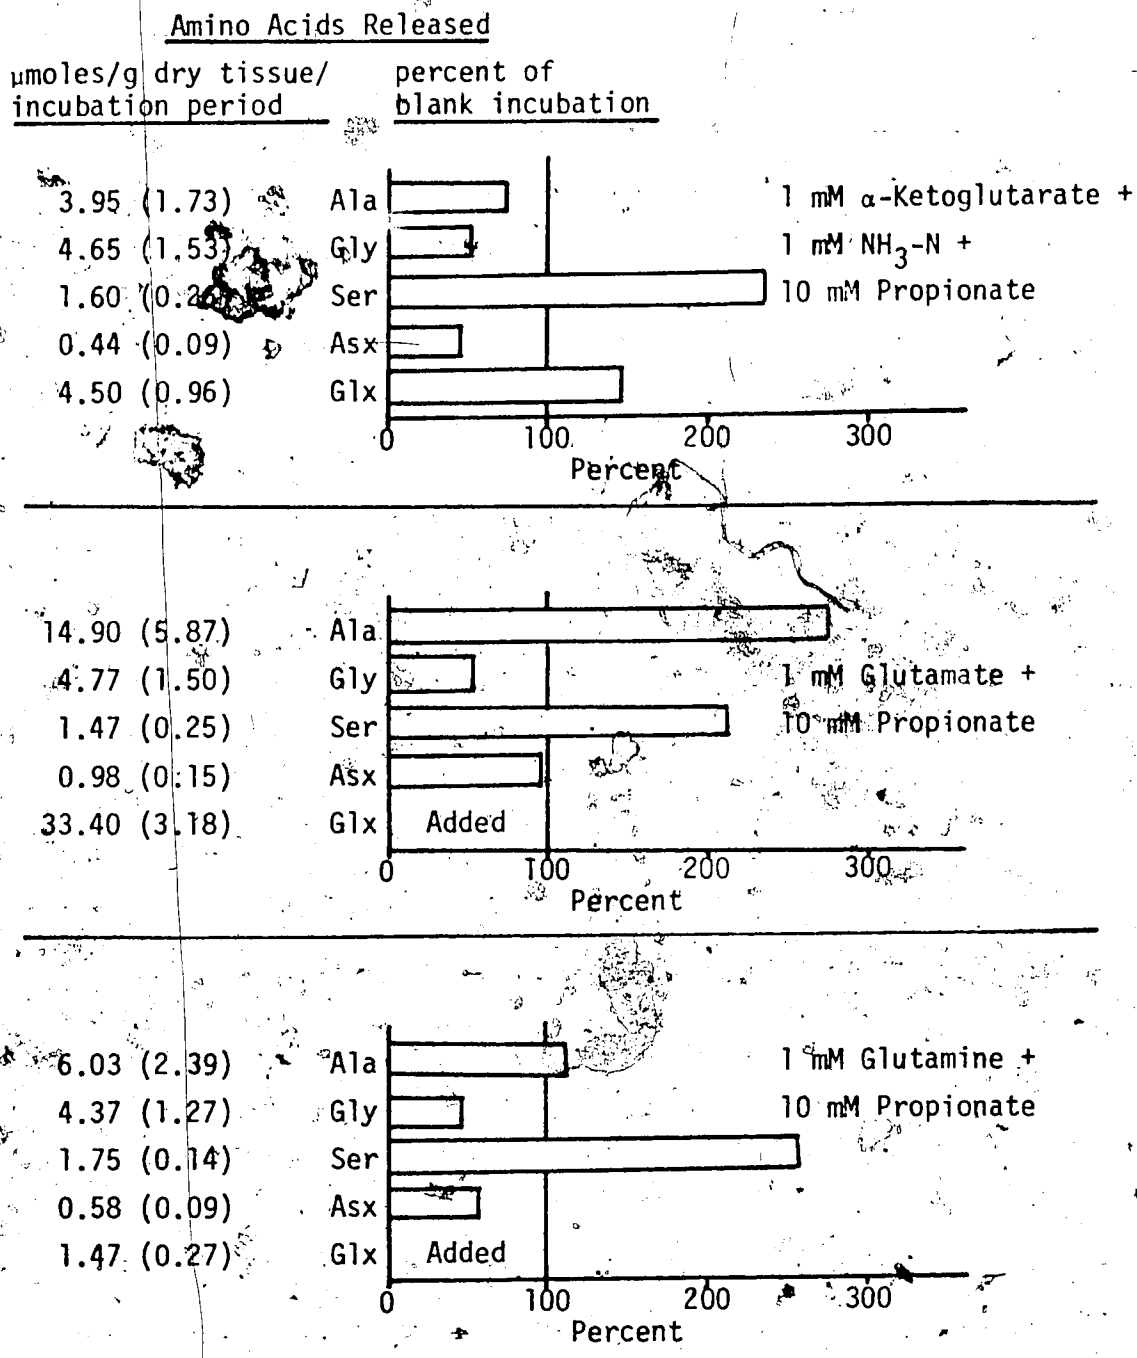 Amino Acids Released
µmoles/g dry tissue/ percent of
incubation period blank incubation
3.95 (1.73) Ala 1 mM α-Ketoglutarate +
4.65 (1.53) Gly 1 mM NH3-N +
1.60 Ser 10 mM Propionate
0.44 (0.09) Asx
4.50 (0.96) Glx
0 100 200 300
Percent
14.90 (5.87) Ala
4.77 (1.50) Gly 1 mM Glutamate +
1.47 (0.25) Ser 10 mM Propionate
0.98 (0.15) Asx
33.40 (3.18) Glx Added
0 100 200 300
Percent
6.03 (2.39) Ala 1 mM Glutamine +
4.37 (1.27) Gly 10 mM Propionate
1.75 (0.14) Ser
0.58 (0.09) Asx
1.47 (0.27) Glx Added
0 100 200 300
Percent